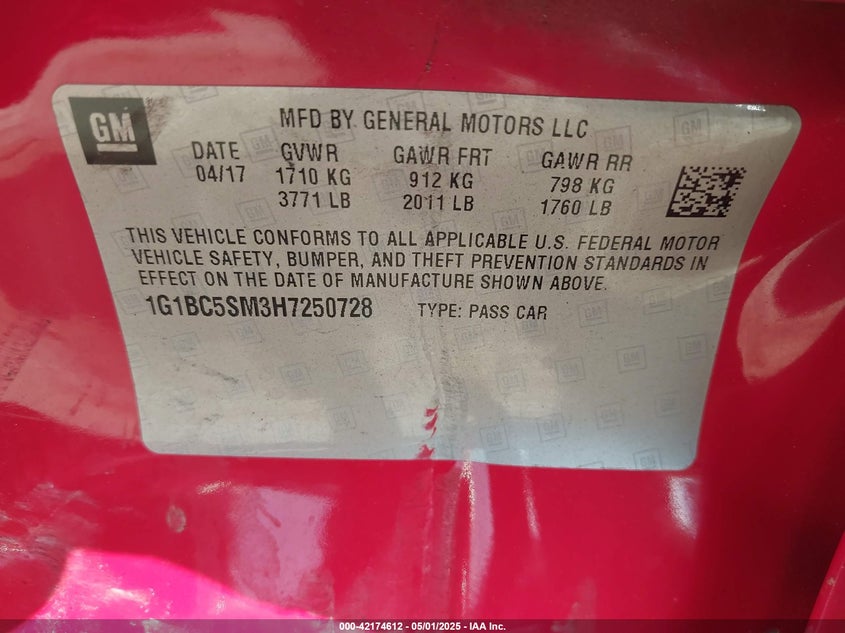 GM
MFD BY GENERAL MOTORS LLC
DATE GVWR GAWR FRT GAWR RR
04/17 1710 KG 912 KG 798 KG
3771 LB 2011 LB 1760 LB
THIS VEHICLE CONFORMS TO ALL APPLICABLE U.S. FEDERAL MOTOR
VEHICLE SAFETY, BUMPER, AND THEFT PREVENTION STANDARDS IN
EFFECT ON THE DATE OF MANUFACTURE SHOWN ABOVE.
1G1BC5SM3H7250728 TYPE: PASS CAR
000-42174612 - 05/01/2025 - IAA Inc.